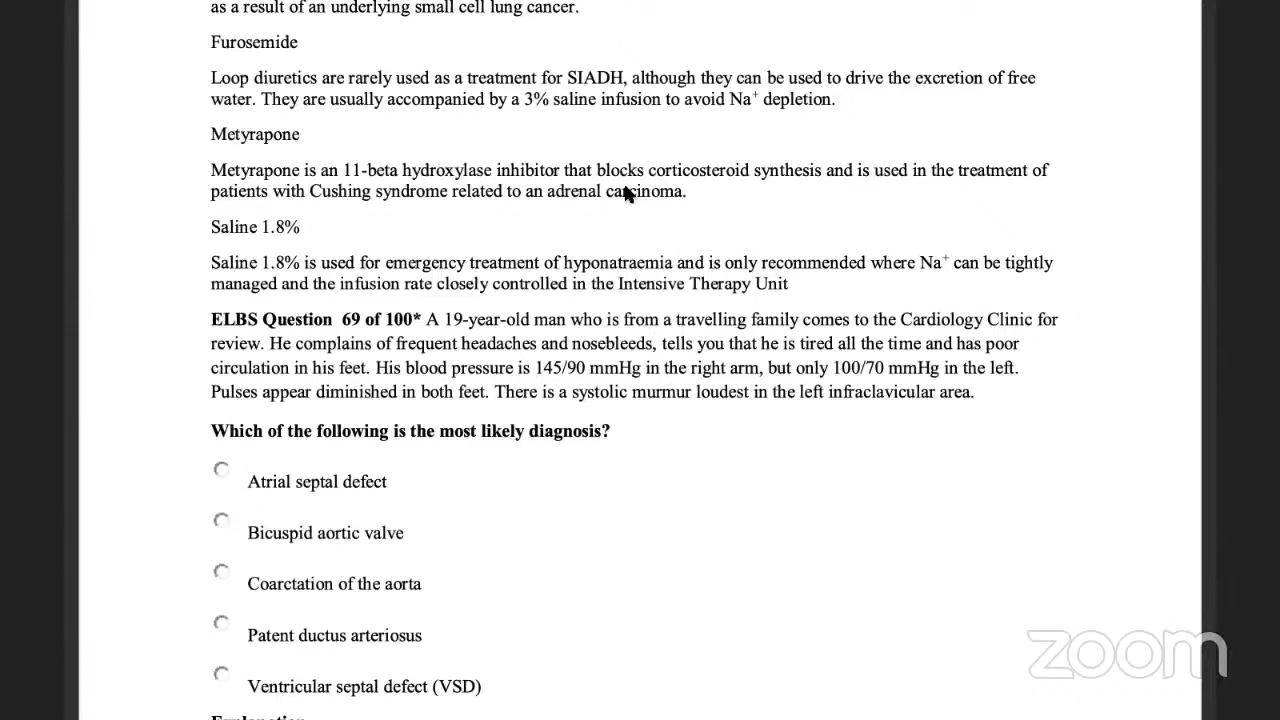 as a result of an underlying small cell lung cancer.
Furosemide
Loop diuretics are rarely used as a treatment for SIADH, although they can be used to drive the excretion of free
water. They are usually accompanied by a 3% saline infusion to avoid Na⁺ depletion.
Metyrapone
Metyrapone is an 11-beta hydroxylase inhibitor that blocks corticosteroid synthesis and is used in the treatment of
patients with Cushing syndrome related to an adrenal carcinoma.
Saline 1.8%
Saline 1.8% is used for emergency treatment of hyponatraemia and is only recommended where Na⁺ can be tightly
managed and the infusion rate closely controlled in the Intensive Therapy Unit
ELBS Question 69 of 100* A 19-year-old man who is from a travelling family comes to the Cardiology Clinic for
review. He complains of frequent headaches and nosebleeds, tells you that he is tired all the time and has poor
circulation in his feet. His blood pressure is 145/90 mmHg in the right arm, but only 100/70 mmHg in the left.
Pulses appear diminished in both feet. There is a systolic murmur loudest in the left infraclavicular area.
Which of the following is the most likely diagnosis?
Atrial septal defect
Bicuspid aortic valve
Coarctation of the aorta
Patent ductus arteriosus
Ventricular septal defect (VSD)
zoom